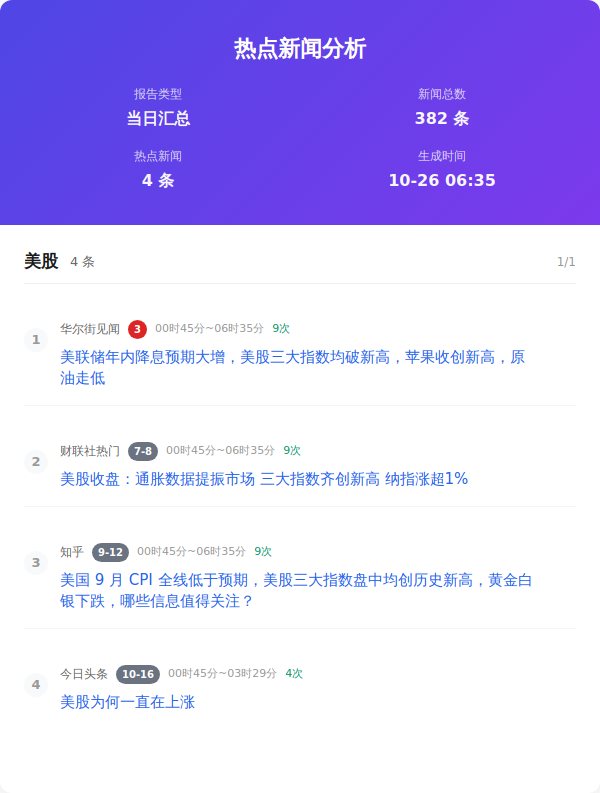 热点新闻分析
报告类型
新闻总数
当日汇总
382 条
热点新闻
生成时间
4 条
10-26 06:35
美股 4 条 1/1
1
华尔街见闻 3 00时45分~06时35分 9次
美联储年内降息预期大增，美股三大指数均破新高，苹果收创新高，原
油走低
2
财联社热门 7-8 00时45分~06时35分 9次
美股收盘：通胀数据提振市场 三大指数齐创新高 纳指涨超1%
3
知乎 9-12 00时45分~06时35分 9次
美国 9 月 CPI 全线低于预期，美股三大指数盘中均创历史新高，黄金白
银下跌，哪些信息值得关注？
4
今日头条 10-16 00时45分~03时29分 4次
美股为何一直在上涨